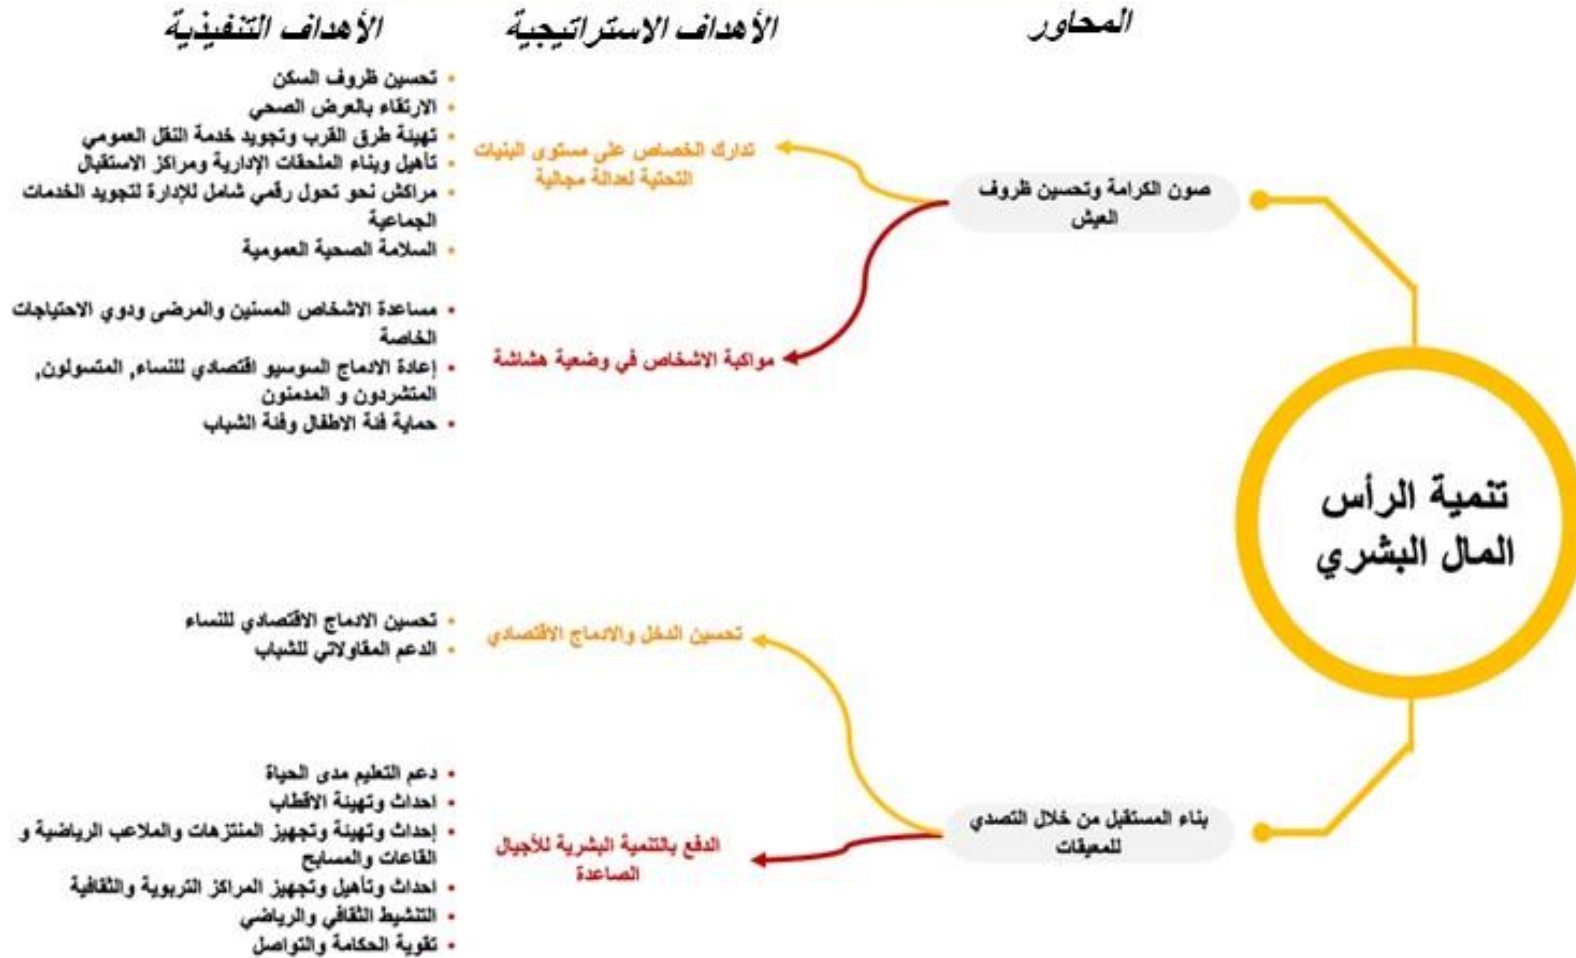 المحاور
الأهداف الاستراتيجية
الأهداف التنفيذية
تنمية الرأس
المال البشري
صون الكرامة وتحسين ظروف
العيش
تدارك الخصاص على مستوى البنيات
التحتية لعدالة مجالية
• تحسين ظروف السكن
• الارتقاء بالعرض الصحي
• تهيئة طرق القرب وتجويد خدمة النقل العمومي
• تأهيل وبناء الملحقات الإدارية ومراكز الاستقبال
• مراكش نحو تحول رقمي شامل للإدارة لتجويد الخدمات
الجماعية
• السلامة الصحية العمومية
مواكبة الاشخاص في وضعية هشاشة
• مساعدة الاشخاص المسنين والمرضى ودوي الاحتياجات
الخاصة
• إعادة الادماج السوسيو اقتصادي للنساء, المتسولون,
المتشردون و المدمنون
• حماية فئة الاطفال وفئة الشباب
بناء المستقبل من خلال التصدي
للمعيقات
تحسين الدخل والادماج الاقتصادي
• تحسين الادماج الاقتصادي للنساء
• الدعم المقاولاتي للشباب
الدفع بالتنمية البشرية للأجيال
الصاعدة
• دعم التعليم مدى الحياة
• احداث وتهيئة الاقطاب
• إحداث وتهيئة وتجهيز المنتزهات والملاعب الرياضية و
القاعات والمسابح
• احداث وتأهيل وتجهيز المراكز التربوية والثقافية
• التنشيط الثقافي والرياضي
• تقوية الحكامة والتواصل